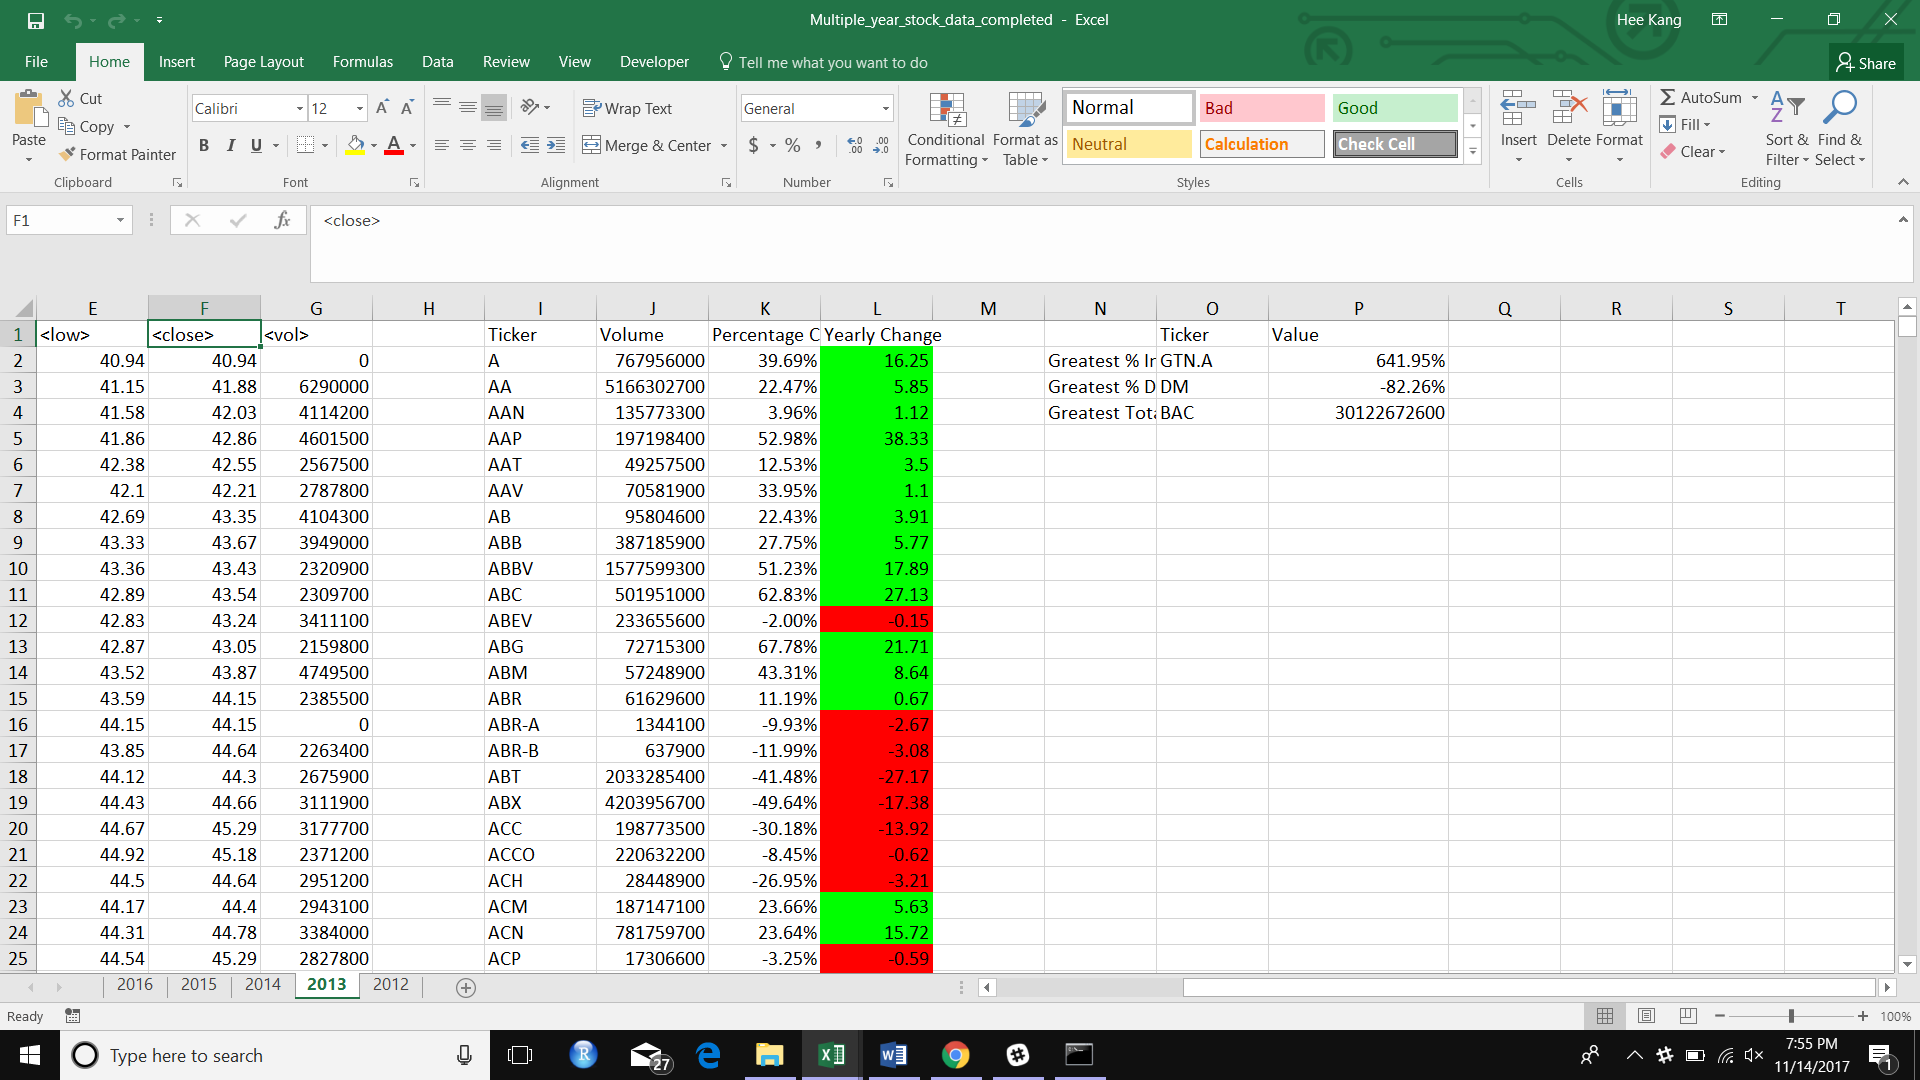 Multiple_year_stock_data_completed - Excel
Hee Kang
File Home Insert Page Layout Formulas Data Review View Developer Tell me what you want to do Share
Paste
Cut
Copy
Format Painter
Clipboard
Calibri 12
B I U
Font
Wrap Text
Merge & Center
Alignment
General
$ % ,
Number
Conditional Formatting
Format as Table
Normal Bad Good
Neutral Calculation Check Cell
Styles
Insert Delete Format
Cells
AutoSum
Fill
Clear
Sort & Filter
Find & Select
Editing
F1 fx <close>
E F G H I J K L M N O P Q R S T
1 <low> <close> <vol> Ticker Volume Percentage C Yearly Change Ticker Value
2 40.94 40.94 0 A 767956000 39.69% 16.25 Greatest % In GTN.A 641.95%
3 41.15 41.88 6290000 AA 5166302700 22.47% 5.85 Greatest % D DM -82.26%
4 41.58 42.03 4114200 AAN 135773300 3.96% 1.12 Greatest Tota BAC 30122672600
5 41.86 42.86 4601500 AAP 197198400 52.98% 38.33
6 42.38 42.55 2567500 AAT 49257500 12.53% 3.5
7 42.1 42.21 2787800 AAV 70581900 33.95% 1.1
8 42.69 43.35 4104300 AB 95804600 22.43% 3.91
9 43.33 43.67 3949000 ABB 387185900 27.75% 5.77
10 43.36 43.43 2320900 ABBV 1577599300 51.23% 17.89
11 42.89 43.54 2309700 ABC 501951000 62.83% 27.13
12 42.83 43.24 3411100 ABEV 233655600 -2.00% -0.15
13 42.87 43.05 2159800 ABG 72715300 67.78% 21.71
14 43.52 43.87 4749500 ABM 57248900 43.31% 8.64
15 43.59 44.15 2385500 ABR 61629600 11.19% 0.67
16 44.15 44.15 0 ABR-A 1344100 -9.93% -2.67
17 43.85 44.64 2263400 ABR-B 637900 -11.99% -3.08
18 44.12 44.3 2675900 ABT 2033285400 -41.48% -27.17
19 44.43 44.66 3111900 ABX 4203956700 -49.64% -17.38
20 44.67 45.29 3177700 ACC 198773500 -30.18% -13.92
21 44.92 45.18 2371200 ACCO 220632200 -8.45% -0.62
22 44.5 44.64 2951200 ACH 28448900 -26.95% -3.21
23 44.17 44.4 2943100 ACM 187147100 23.66% 5.63
24 44.31 44.78 3384000 ACN 781759700 23.64% 15.72
25 44.54 45.29 2827800 ACP 17306600 -3.25% -0.59
2016 2015 2014 2013 2012
Ready 100%
Type here to search
R
27
7:55 PM
11/14/2017
1